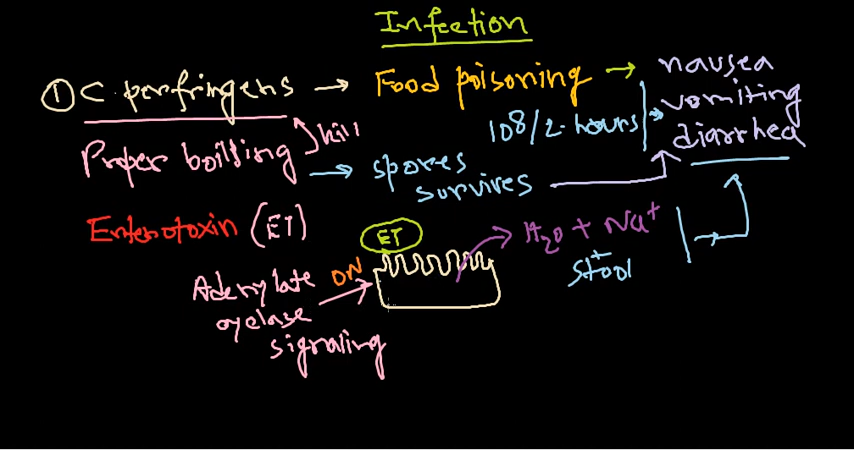 Infection
① C. perfringens → Food poisoning → nausea
vomiting
diarrhea
108/2 hours
kill
Proper boilting → spores
survives
Enterotoxin (ET)
ET
H2O + Na+
+
stool
Adenylate
cyclase
signaling
ON